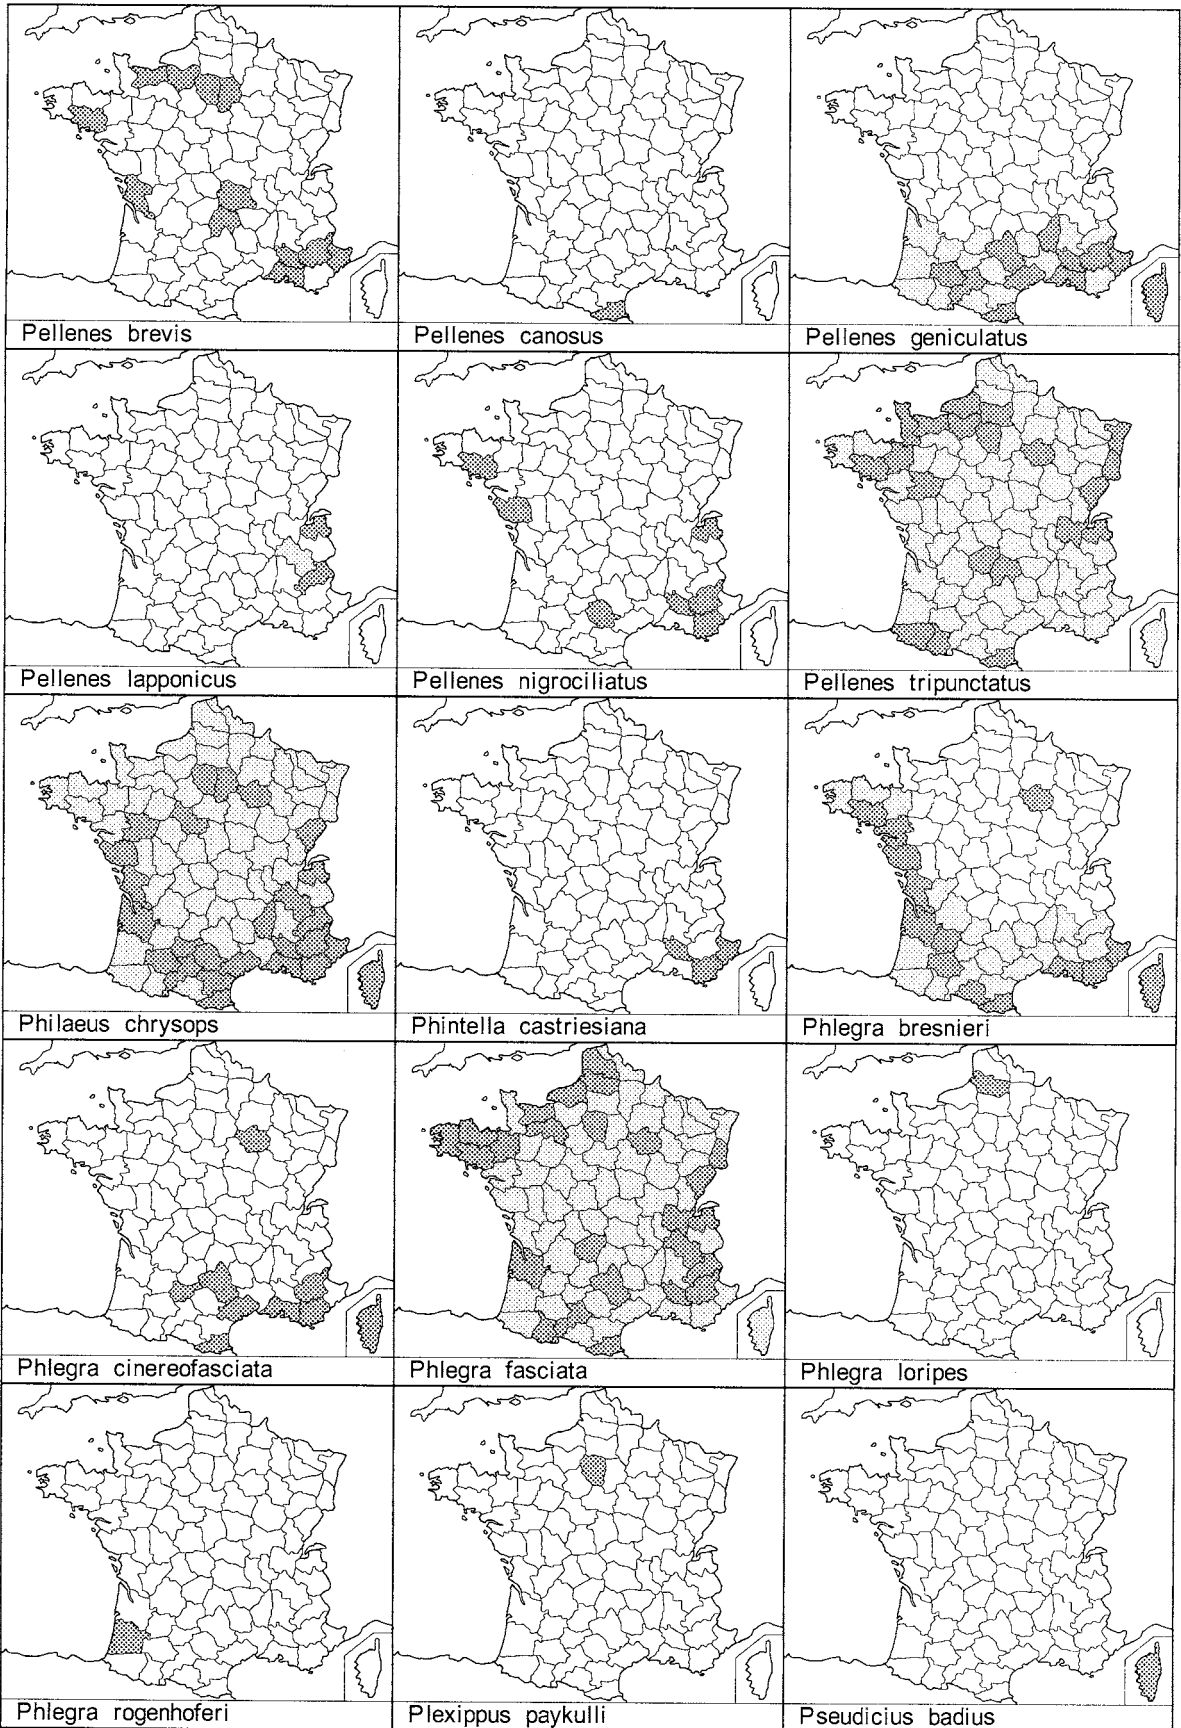 Pellenes brevis
Pellenes canosus
Pellenes geniculatus
Pellenes lapponicus
Pellenes nigrociliatus
Pellenes tripunctatus
Philaeus chrysops
Phintella castriesiana
Phlegra bresnieri
Phlegra cinereofasciata
Phlegra fasciata
Phlegra loripes
Phlegra rogenhoferi
Plexippus paykulli
Pseudicius badius